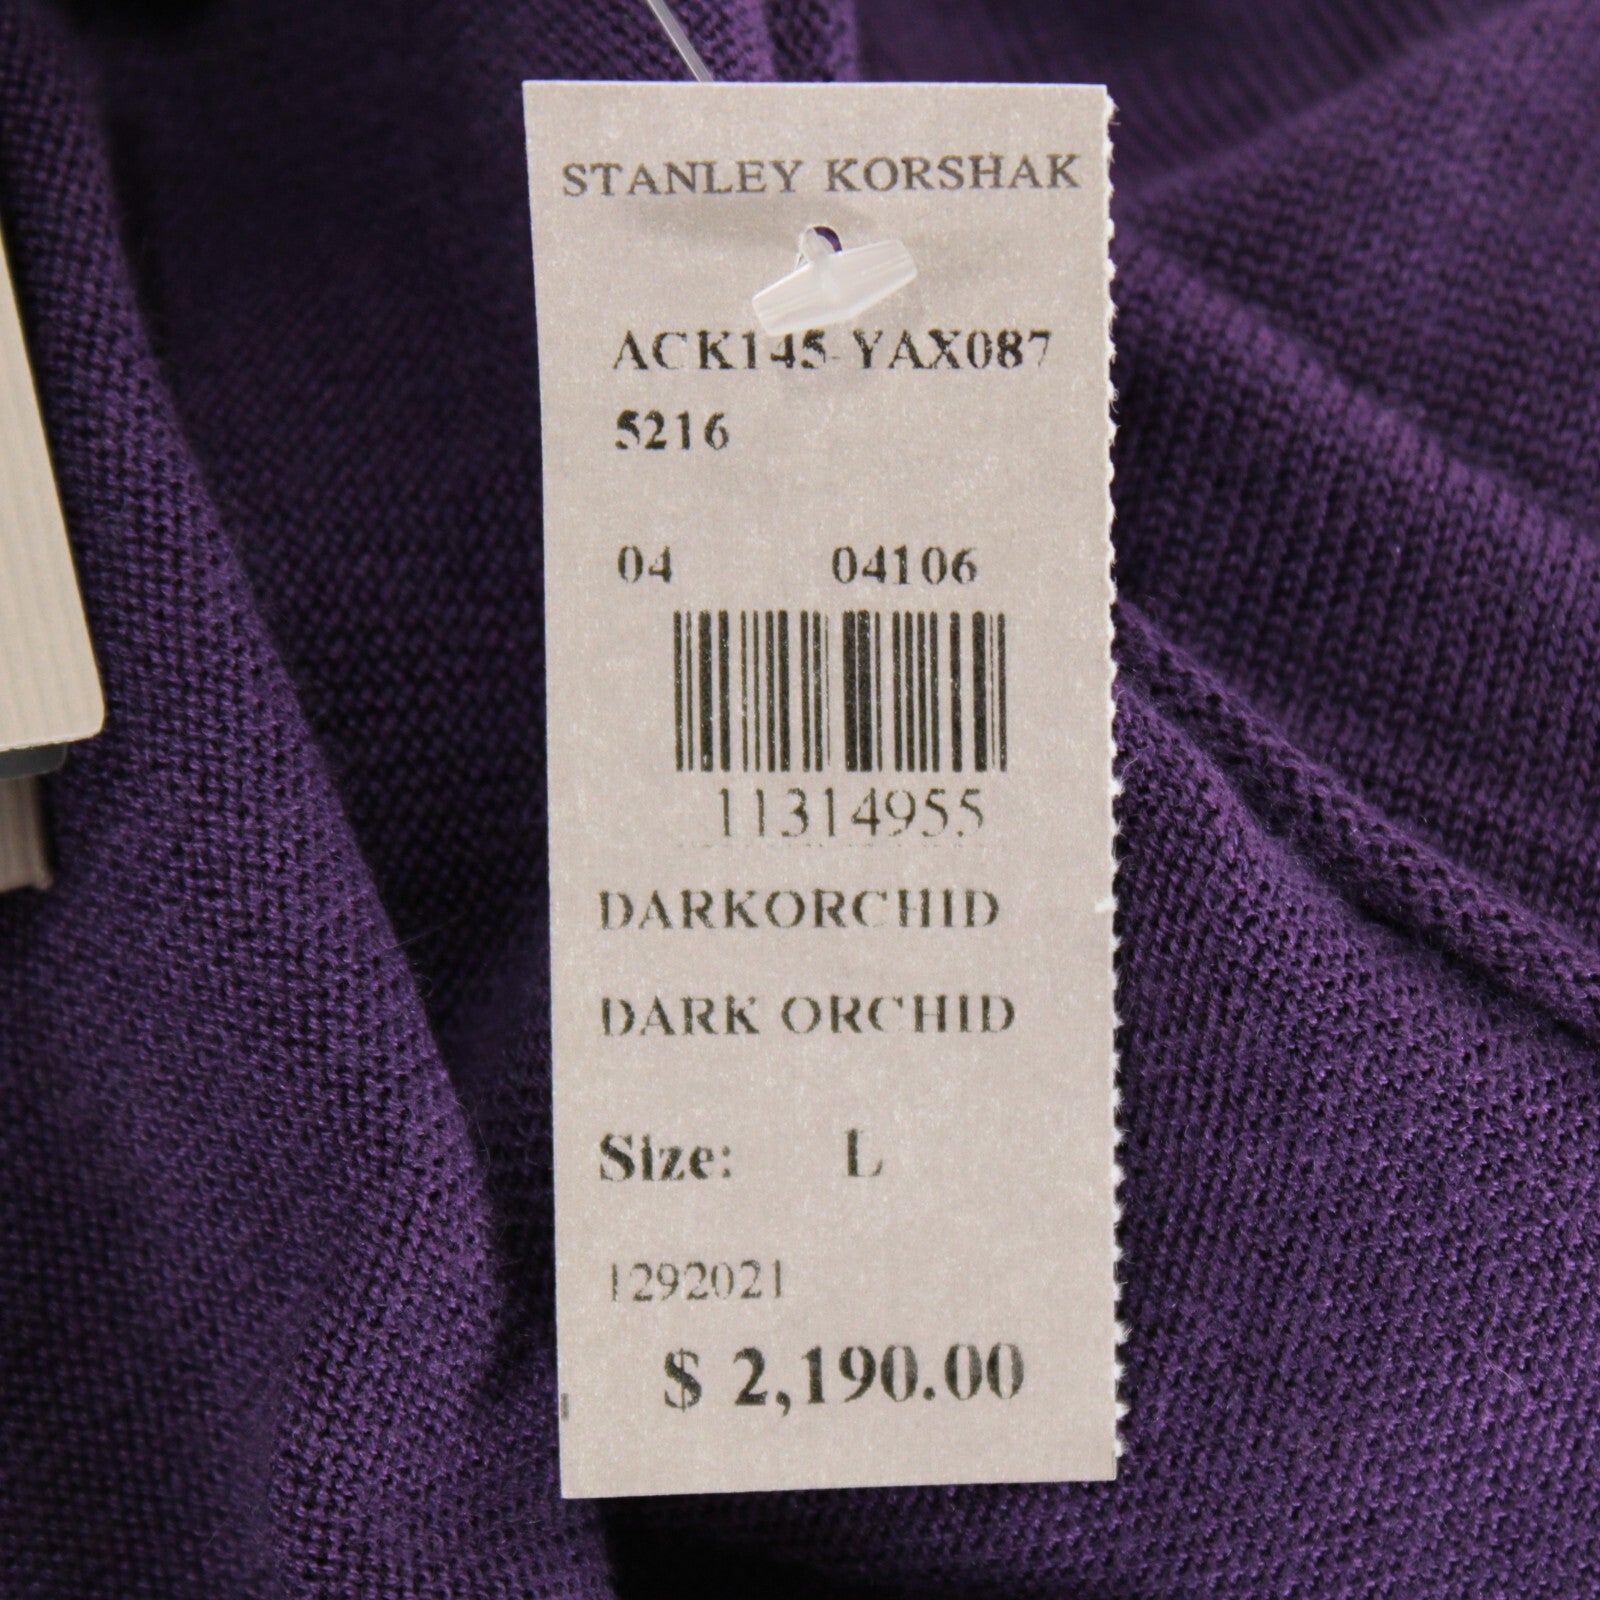 STANLEY KORSHAK
ACK145 YAX087
5216
04 04106
11314955
DARKORCHID
DARK ORCHID
Size: L
1292021
$ 2,190.00